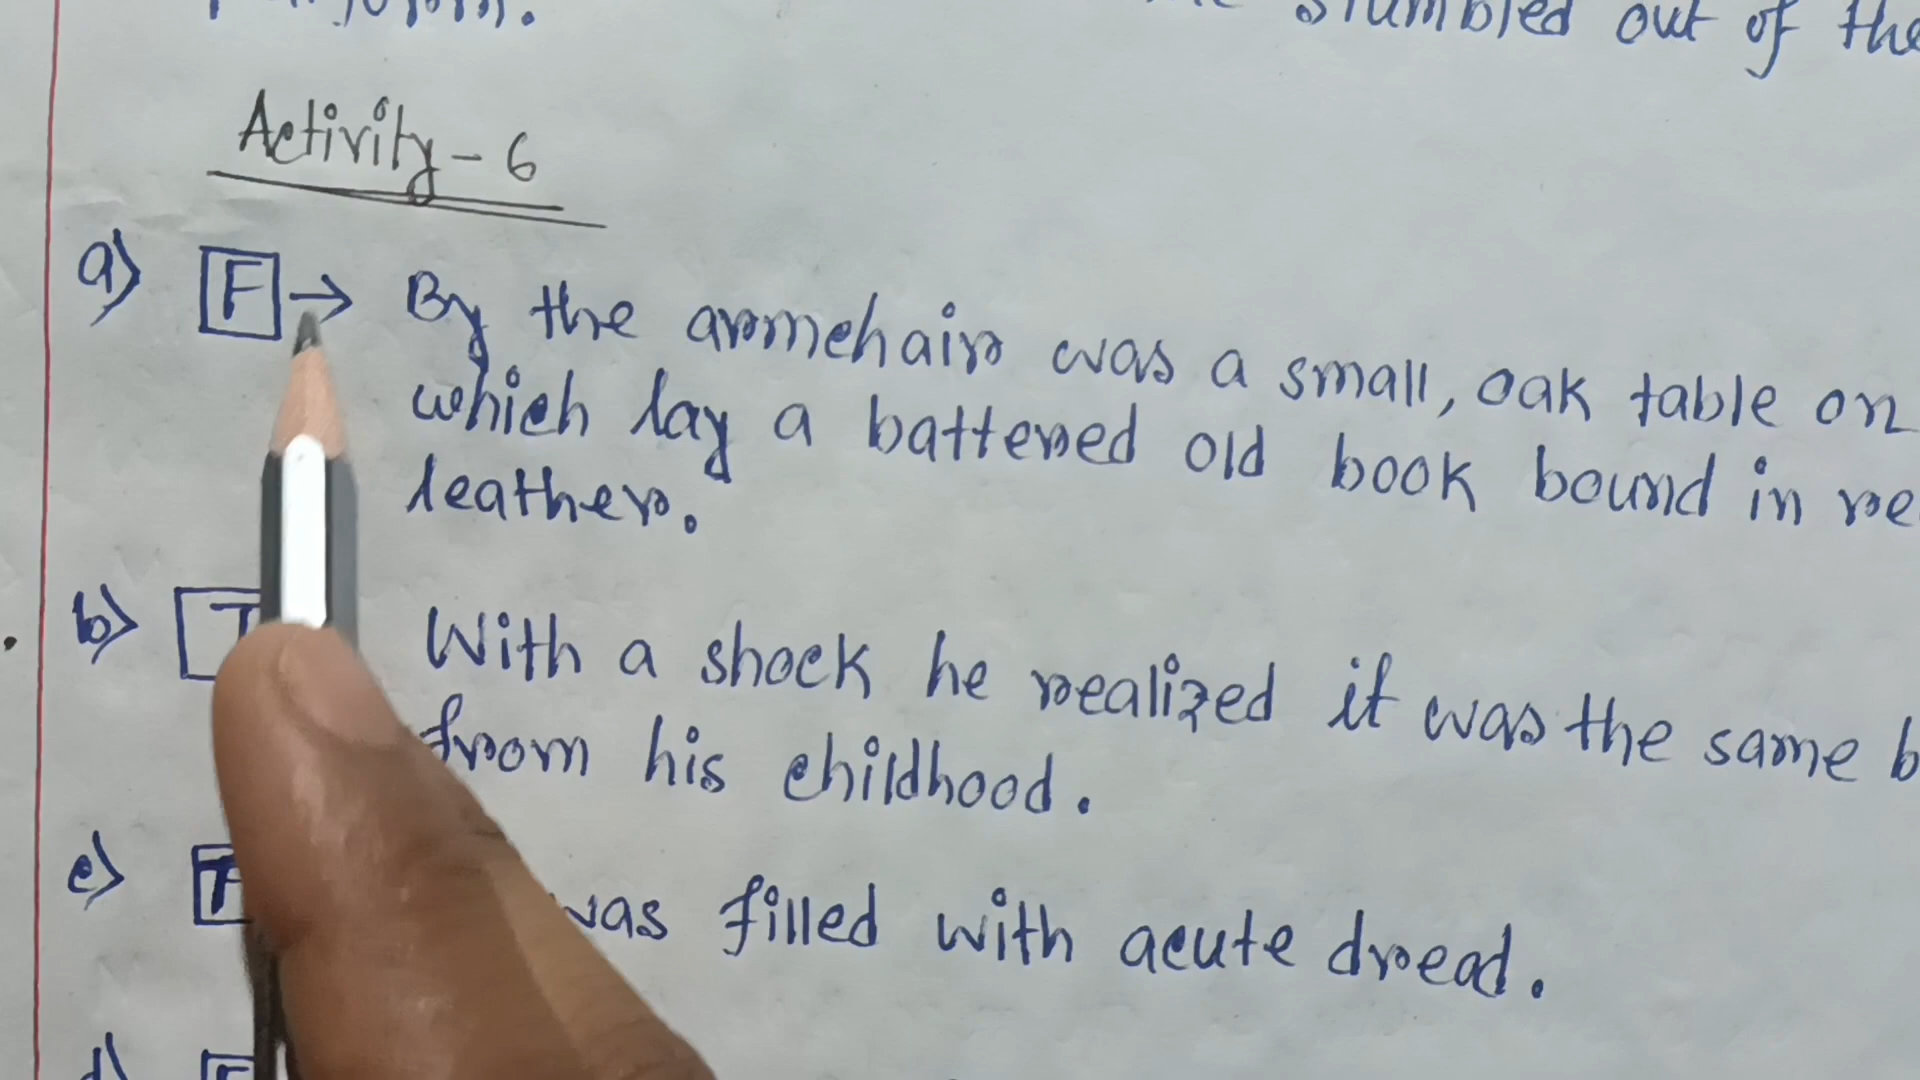 stumbled out of the
Activity - 6
a) F → By the armchair was a small, oak table on
which lay a battered old book bound in re
leather.
b) T With a shock he realized it was the same b
from his childhood.
c) was filled with acute dread.
d)